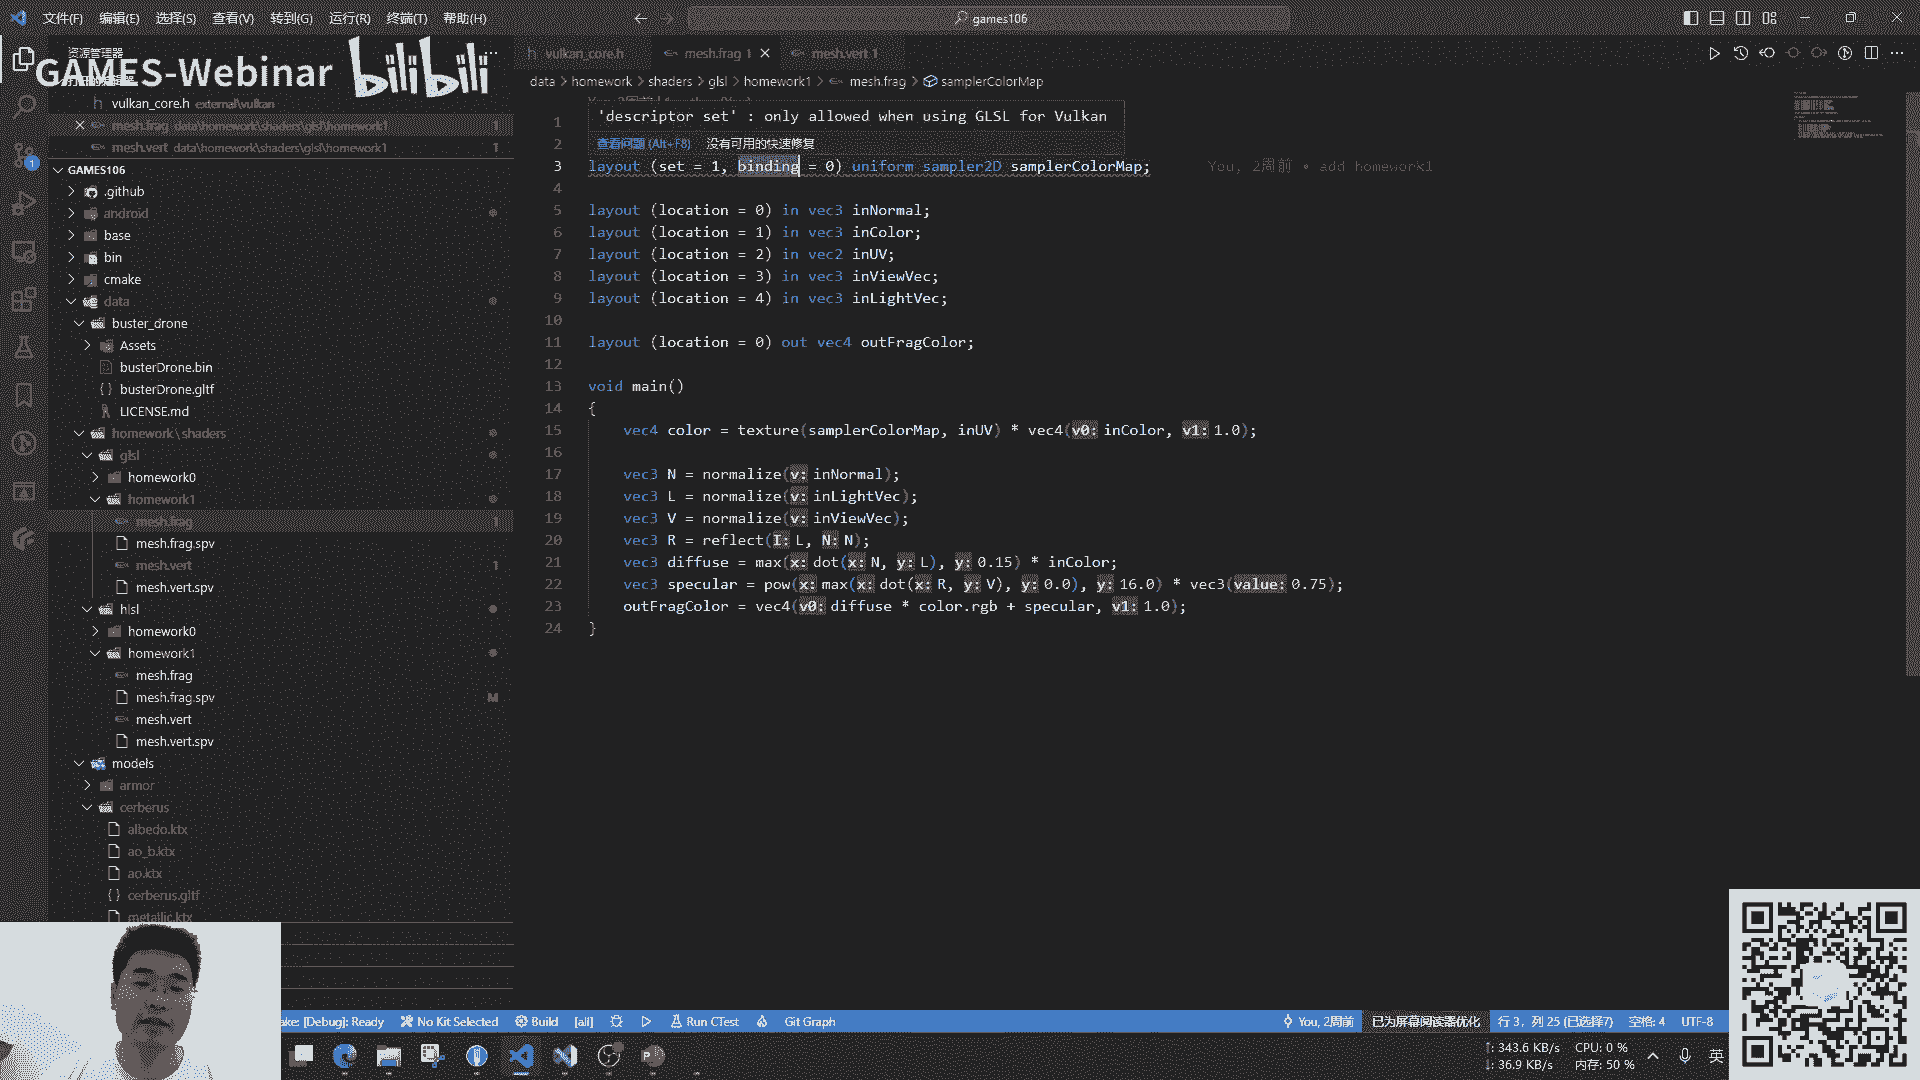 文件(F) 编辑(E) 选择(S) 查看(V) 转到(G) 运行(R) 终端(T) 帮助(H)
games106
资源管理器
GAMES-Webinar bilibili
vulkan_core.h external\vulkan
mesh.frag data\homework\shaders\glsl\homework1 1
mesh.vert data\homework\shaders\glsl\homework1 1
GAMES106
.github
android
base
bin
cmake
data
buster_drone
Assets
busterDrone.bin
busterDrone.gltf
LICENSE.md
homework\shaders
glsl
homework0
homework1
mesh.frag 1
mesh.frag.spv
mesh.vert 1
mesh.vert.spv
hlsl
homework0
homework1
mesh.frag
mesh.frag.spv M
mesh.vert
mesh.vert.spv
models
armor
cerberus
albedo.ktx
ao_b.ktx
ao.ktx
cerberus.gltf
metallic.ktx
vulkan_core.h mesh.frag 1 mesh.vert 1
data > homework > shaders > glsl > homework1 > mesh.frag > samplerColorMap
'descriptor set' : only allowed when using GLSL for Vulkan
查看问题 (Alt+F8) 没有可用的快速修复
1
2
3 layout (set = 1, binding = 0) uniform sampler2D samplerColorMap; You, 2周前 • add homework1
4
5 layout (location = 0) in vec3 inNormal;
6 layout (location = 1) in vec3 inColor;
7 layout (location = 2) in vec2 inUV;
8 layout (location = 3) in vec3 inViewVec;
9 layout (location = 4) in vec3 inLightVec;
10
11 layout (location = 0) out vec4 outFragColor;
12
13 void main()
14 {
15 vec4 color = texture(samplerColorMap, inUV) * vec4(v0: inColor, v1: 1.0);
16
17 vec3 N = normalize(v: inNormal);
18 vec3 L = normalize(v: inLightVec);
19 vec3 V = normalize(v: inViewVec);
20 vec3 R = reflect(I: L, N: N);
21 vec3 diffuse = max(x: dot(x: N, y: L), y: 0.15) * inColor;
22 vec3 specular = pow(x: max(x: dot(x: R, y: V), y: 0.0), y: 16.0) * vec3(value: 0.75);
23 outFragColor = vec4(v0: diffuse * color.rgb + specular, v1: 1.0);
24 }
ake: [Debug]: Ready No Kit Selected Build [all] Run CTest Git Graph
You, 2周前 已为屏幕阅读器优化 行 3，列 25 (已选择7) 空格: 4 UTF-8
↑: 343.6 KB/s CPU: 0 %
↓: 36.9 KB/s 内存: 50 %
英